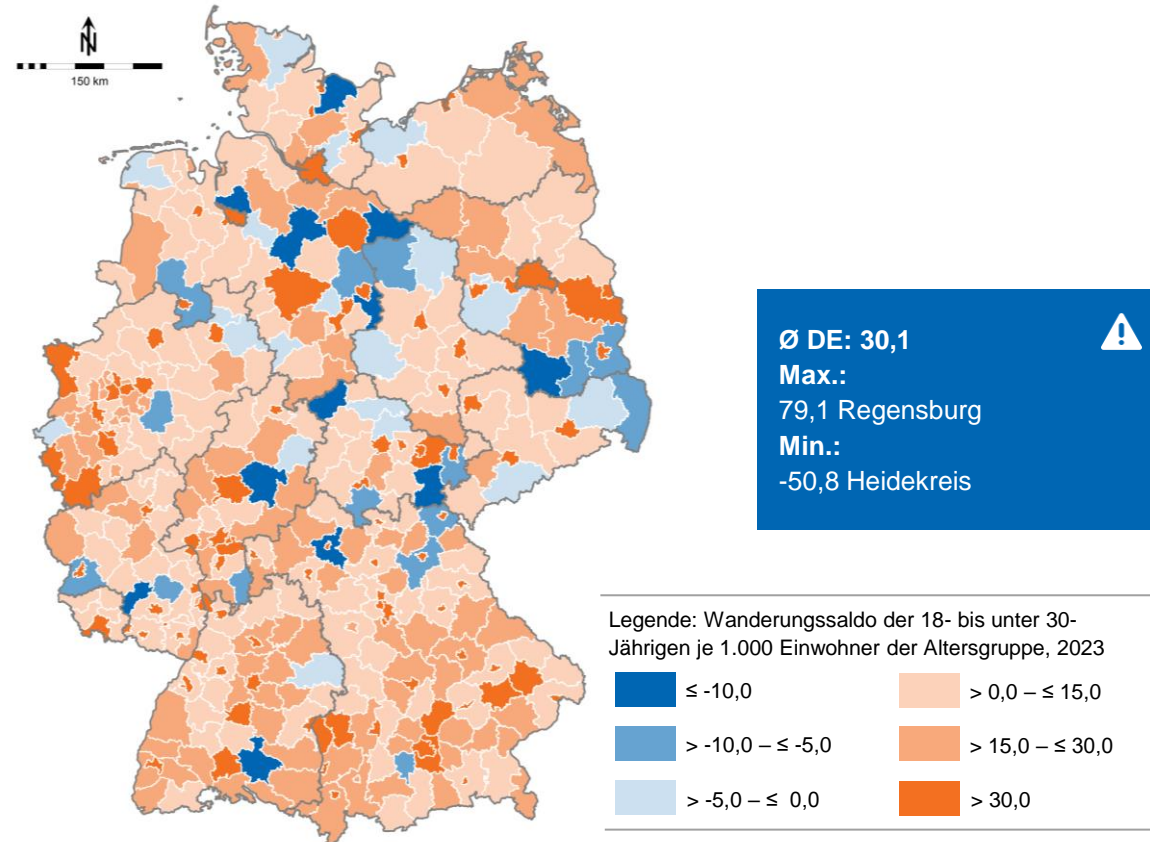 N
150 km
Ø DE: 30,1
Max.:
79,1 Regensburg
Min.:
-50,8 Heidekreis
Legende: Wanderungssaldo der 18- bis unter 30-
Jährigen je 1.000 Einwohner der Altersgruppe, 2023
≤ -10,0
> 0,0 – ≤ 15,0
> -10,0 – ≤ -5,0
> 15,0 – ≤ 30,0
> -5,0 – ≤  0,0
> 30,0